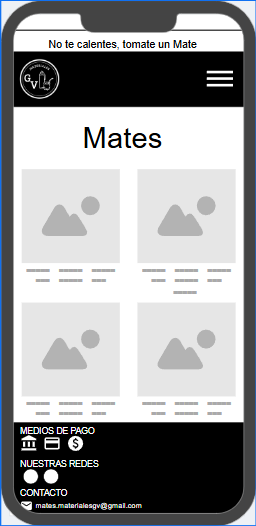 No te calentes, tomate un Mate
GV
Mates
MEDIOS DE PAGO
NUESTRAS REDES
CONTACTO
mates.materialesgv@gmail.com